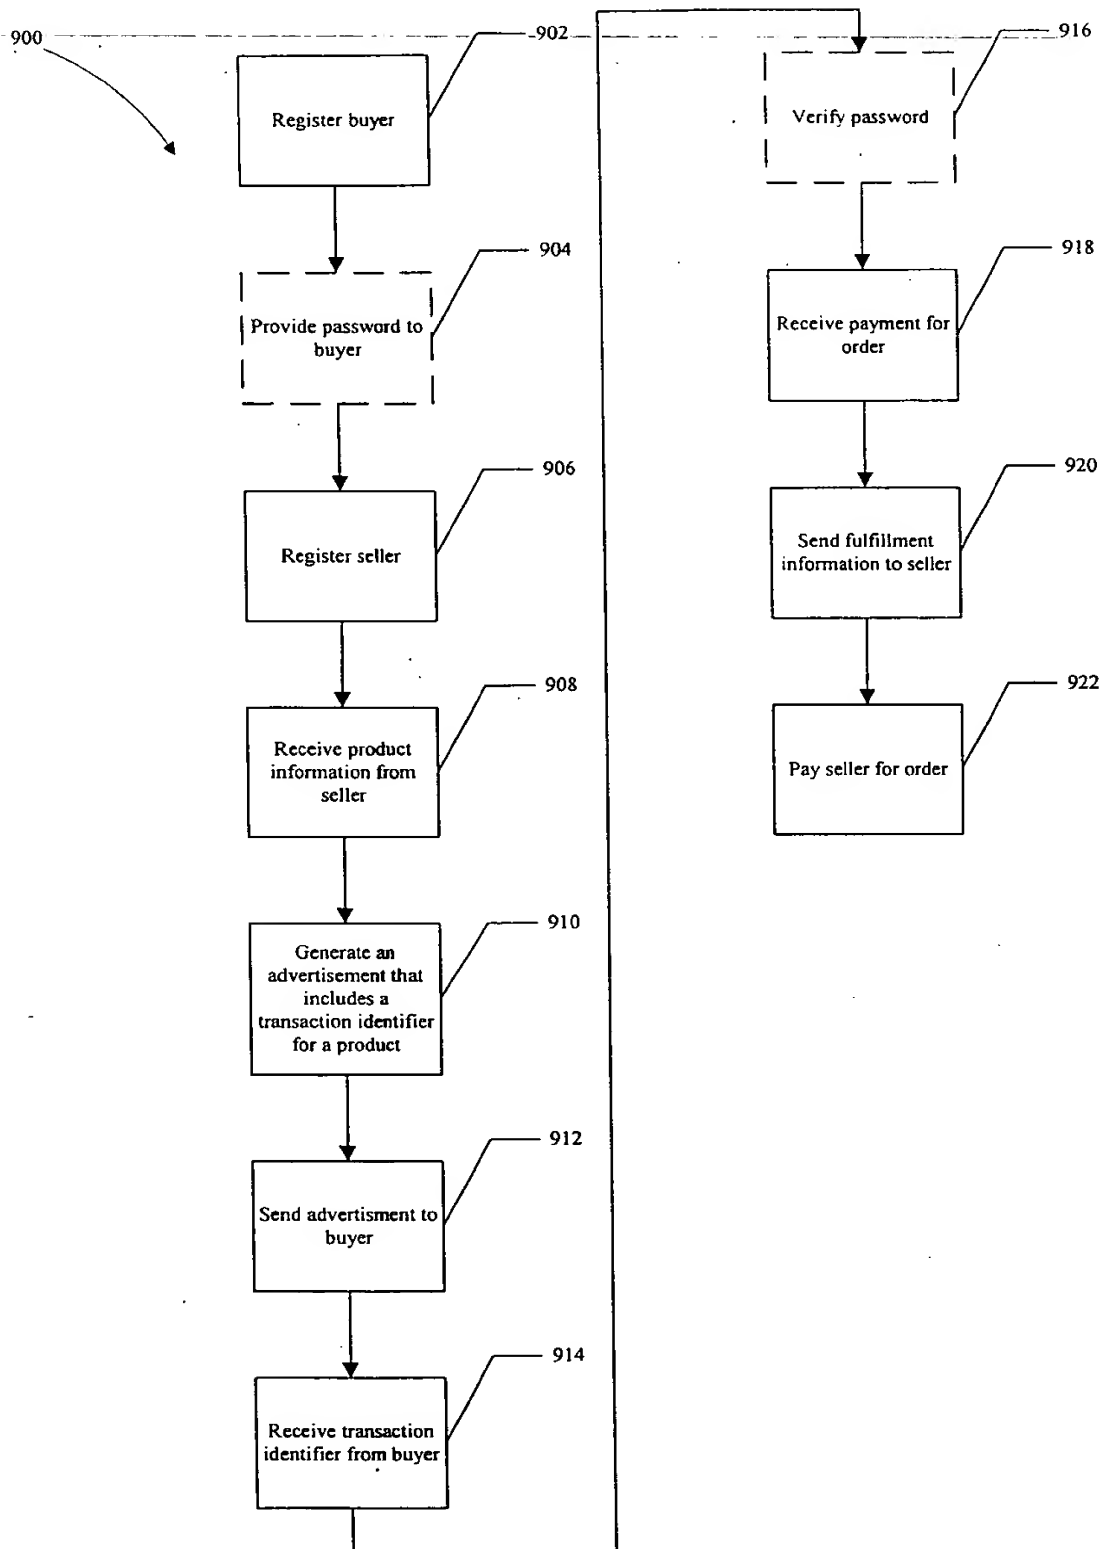 900
902
Register buyer
904
Provide password to
buyer
906
Register seller
908
Receive product
information from
seller
910
Generate an
advertisement that
includes a
transaction identifier
for a product
912
Send advertisment to
buyer
914
Receive transaction
identifier from buyer
916
Verify password
918
Receive payment for
order
920
Send fulfillment
information to seller
922
Pay seller for order